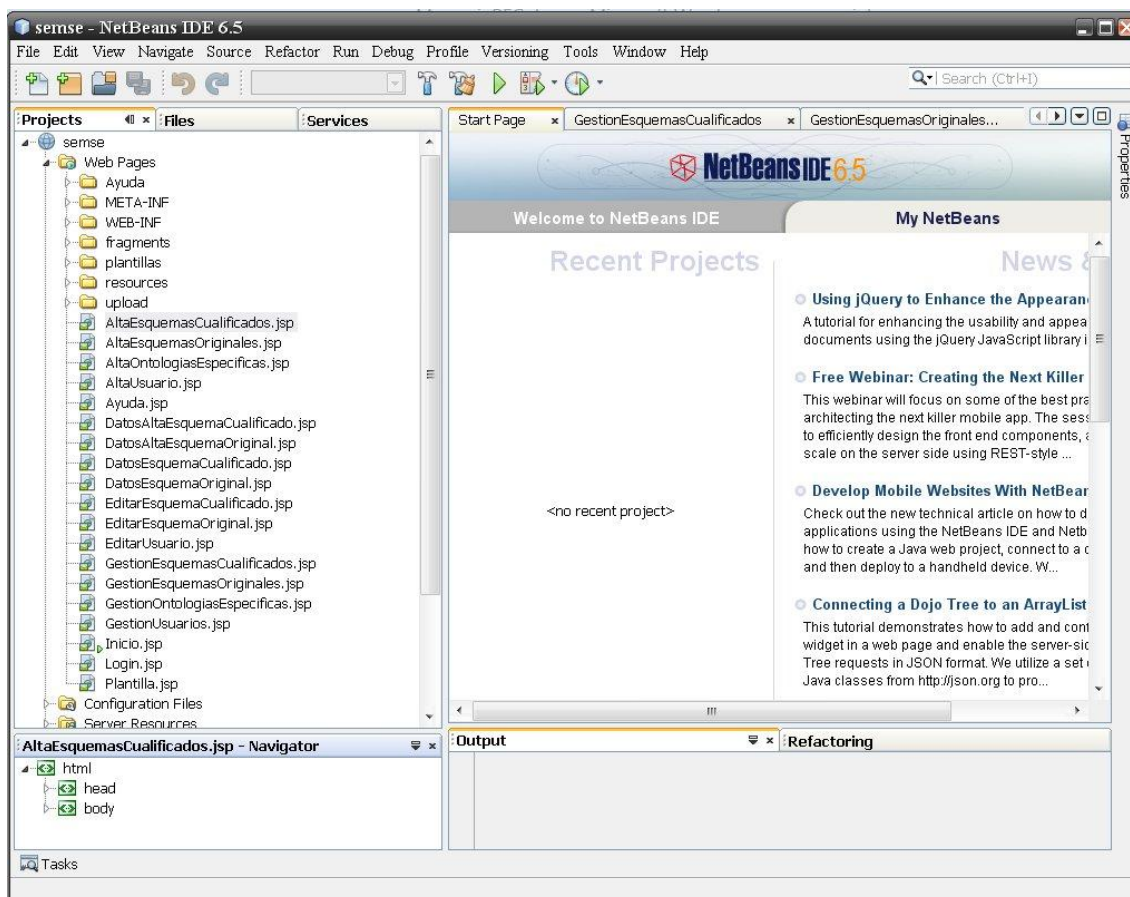 semse - NetBeans IDE 6.5
File Edit View Navigate Source Refactor Run Debug Profile Versioning Tools Window Help
Search (Ctrl+I)
Projects Files Services
semse
Web Pages
Ayuda
META-INF
WEB-INF
fragments
plantillas
resources
upload
AltaEsquemasCualificados.jsp
AltaEsquemasOriginales.jsp
AltaOntologiasEspecificas.jsp
AltaUsuario.jsp
Ayuda.jsp
DatosAltaEsquemaCualificado.jsp
DatosAltaEsquemaOriginal.jsp
DatosEsquemaCualificado.jsp
DatosEsquemaOriginal.jsp
EditarEsquemaCualificado.jsp
EditarEsquemaOriginal.jsp
EditarUsuario.jsp
GestionEsquemasCualificados.jsp
GestionEsquemasOriginales.jsp
GestionOntologiasEspecificas.jsp
GestionUsuarios.jsp
Inicio.jsp
Login.jsp
Plantilla.jsp
Configuration Files
Server Resources
AltaEsquemasCualificados.jsp - Navigator
html
head
body
Tasks
Start Page GestionEsquemasCualificados GestionEsquemasOriginales...
NetBeans IDE 6.5
Welcome to NetBeans IDE My NetBeans
Recent Projects
<no recent project>
News &
Using jQuery to Enhance the Appearan
A tutorial for enhancing the usability and appea
documents using the jQuery JavaScript library i
Free Webinar: Creating the Next Killer
This webinar will focus on some of the best pra
architecting the next killer mobile app. The sess
to efficiently design the front end components, a
scale on the server side using REST-style ...
Develop Mobile Websites With NetBear
Check out the new technical article on how to d
applications using the NetBeans IDE and Netb
how to create a Java web project, connect to a d
and then deploy to a handheld device. W...
Connecting a Dojo Tree to an ArrayList
This tutorial demonstrates how to add and cont
widget in a web page and enable the server-sid
Tree requests in JSON format. We utilize a set
Java classes from http://json.org to pro...
Output Refactoring
Properties